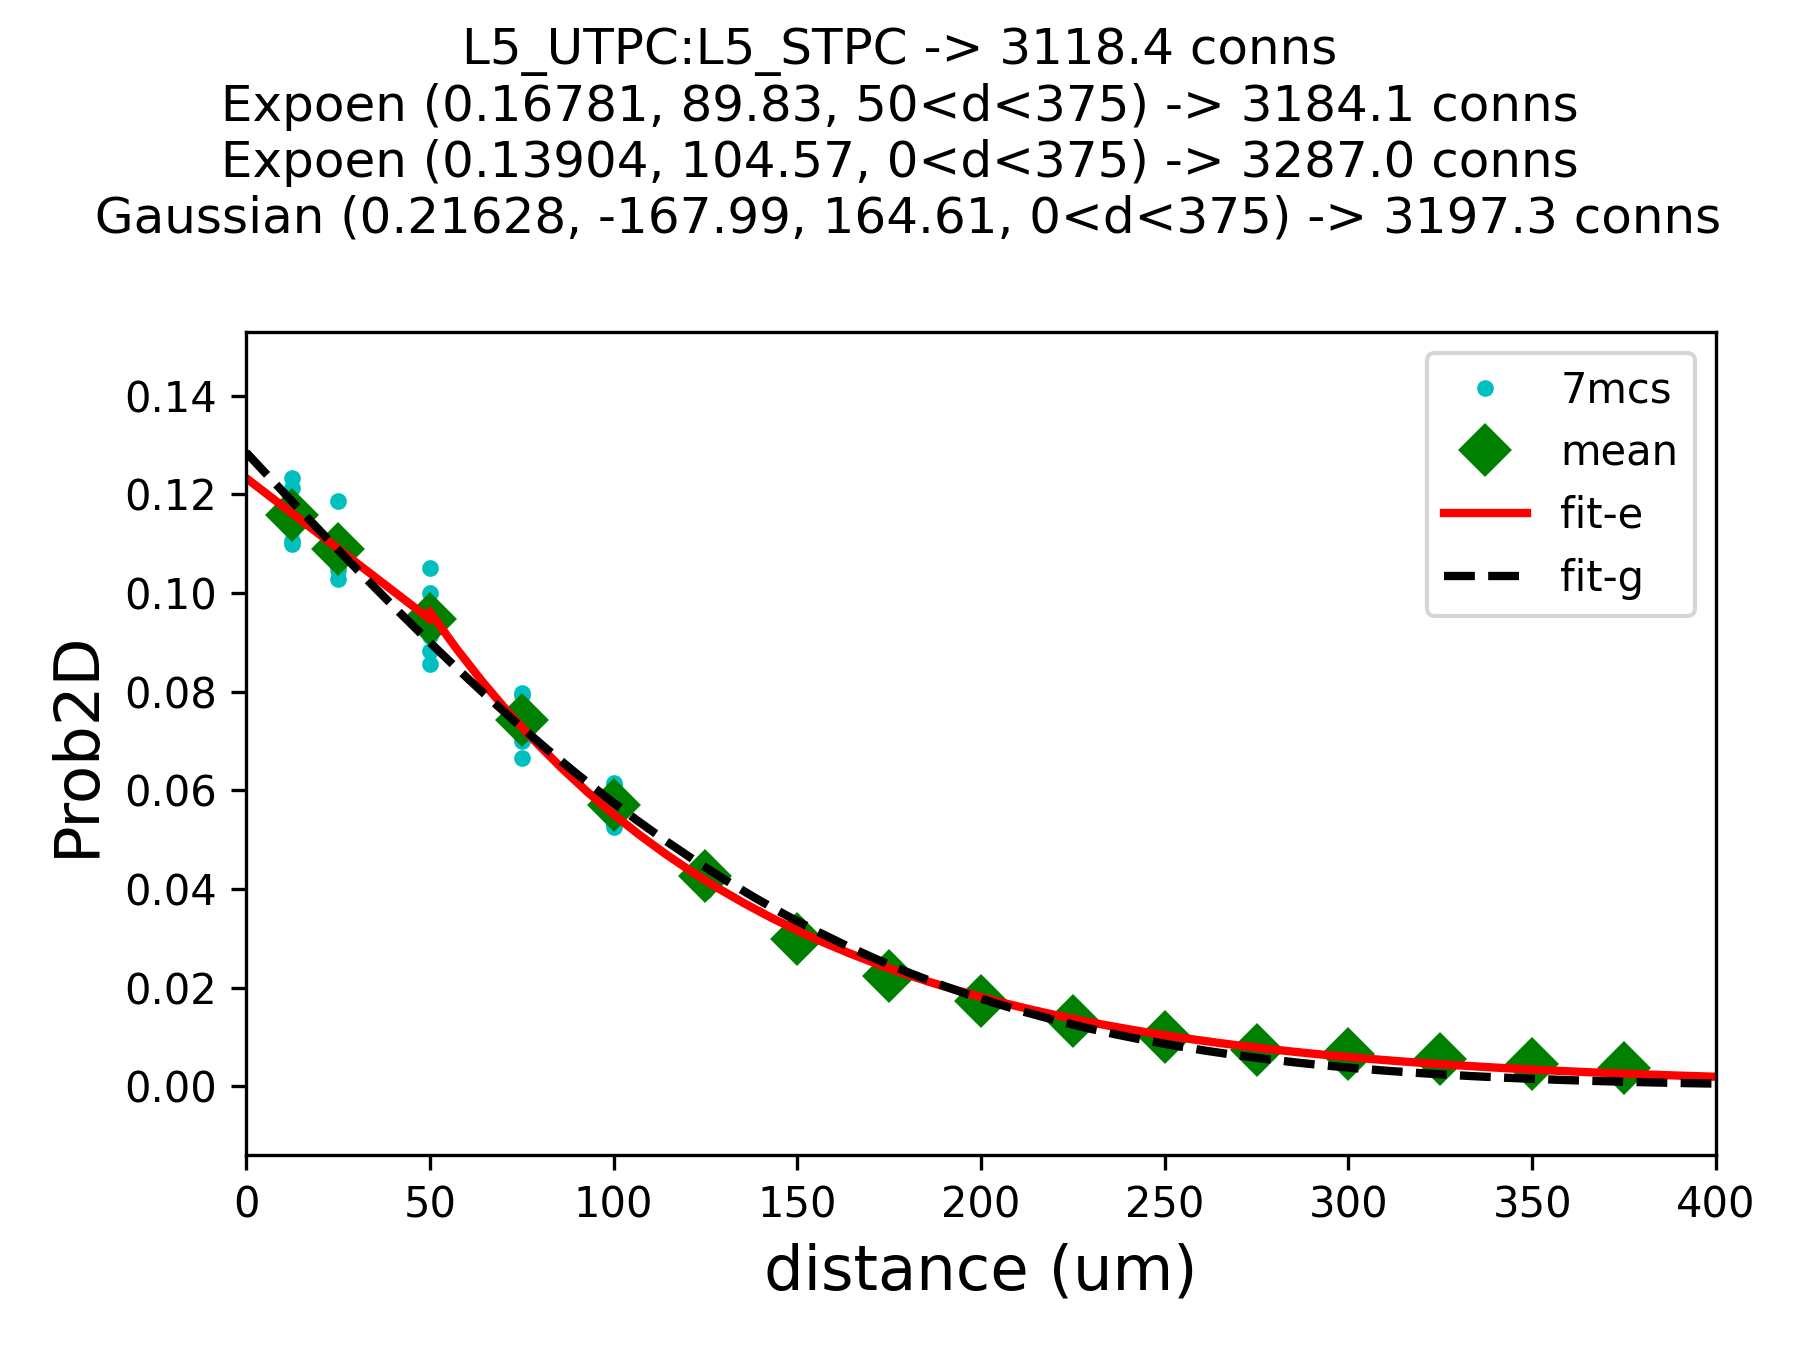 L5_UTPC:L5_STPC -> 3118.4 conns
Expoen (0.16781, 89.83, 50<d<375) -> 3184.1 conns
Expoen (0.13904, 104.57, 0<d<375) -> 3287.0 conns
Gaussian (0.21628, -167.99, 164.61, 0<d<375) -> 3197.3 conns
7mcs
mean
fit-e
fit-g
0.14
0.12
0.10
0.08
0.06
0.04
0.02
0.00
Prob2D
0 50 100 150 200 250 300 350 400
distance (um)